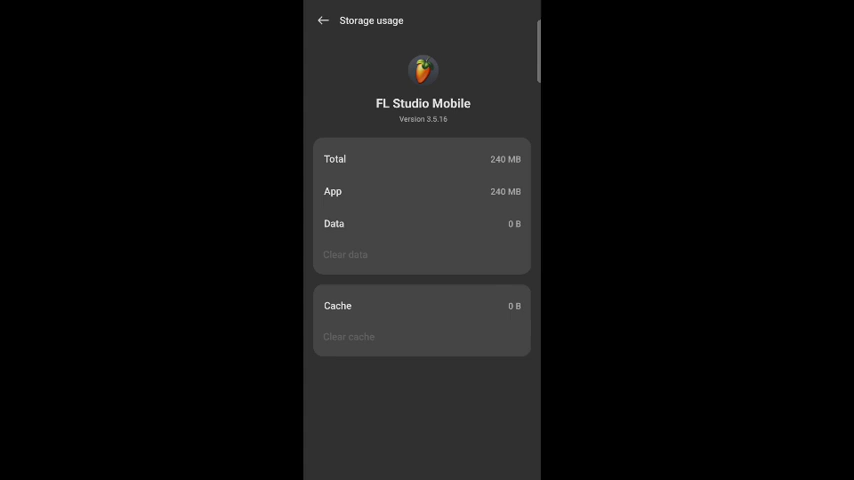 Storage usage
FL Studio Mobile
Version 3.5.16
Total 240 MB
App 240 MB
Data 0 B
Clear data
Cache 0 B
Clear cache